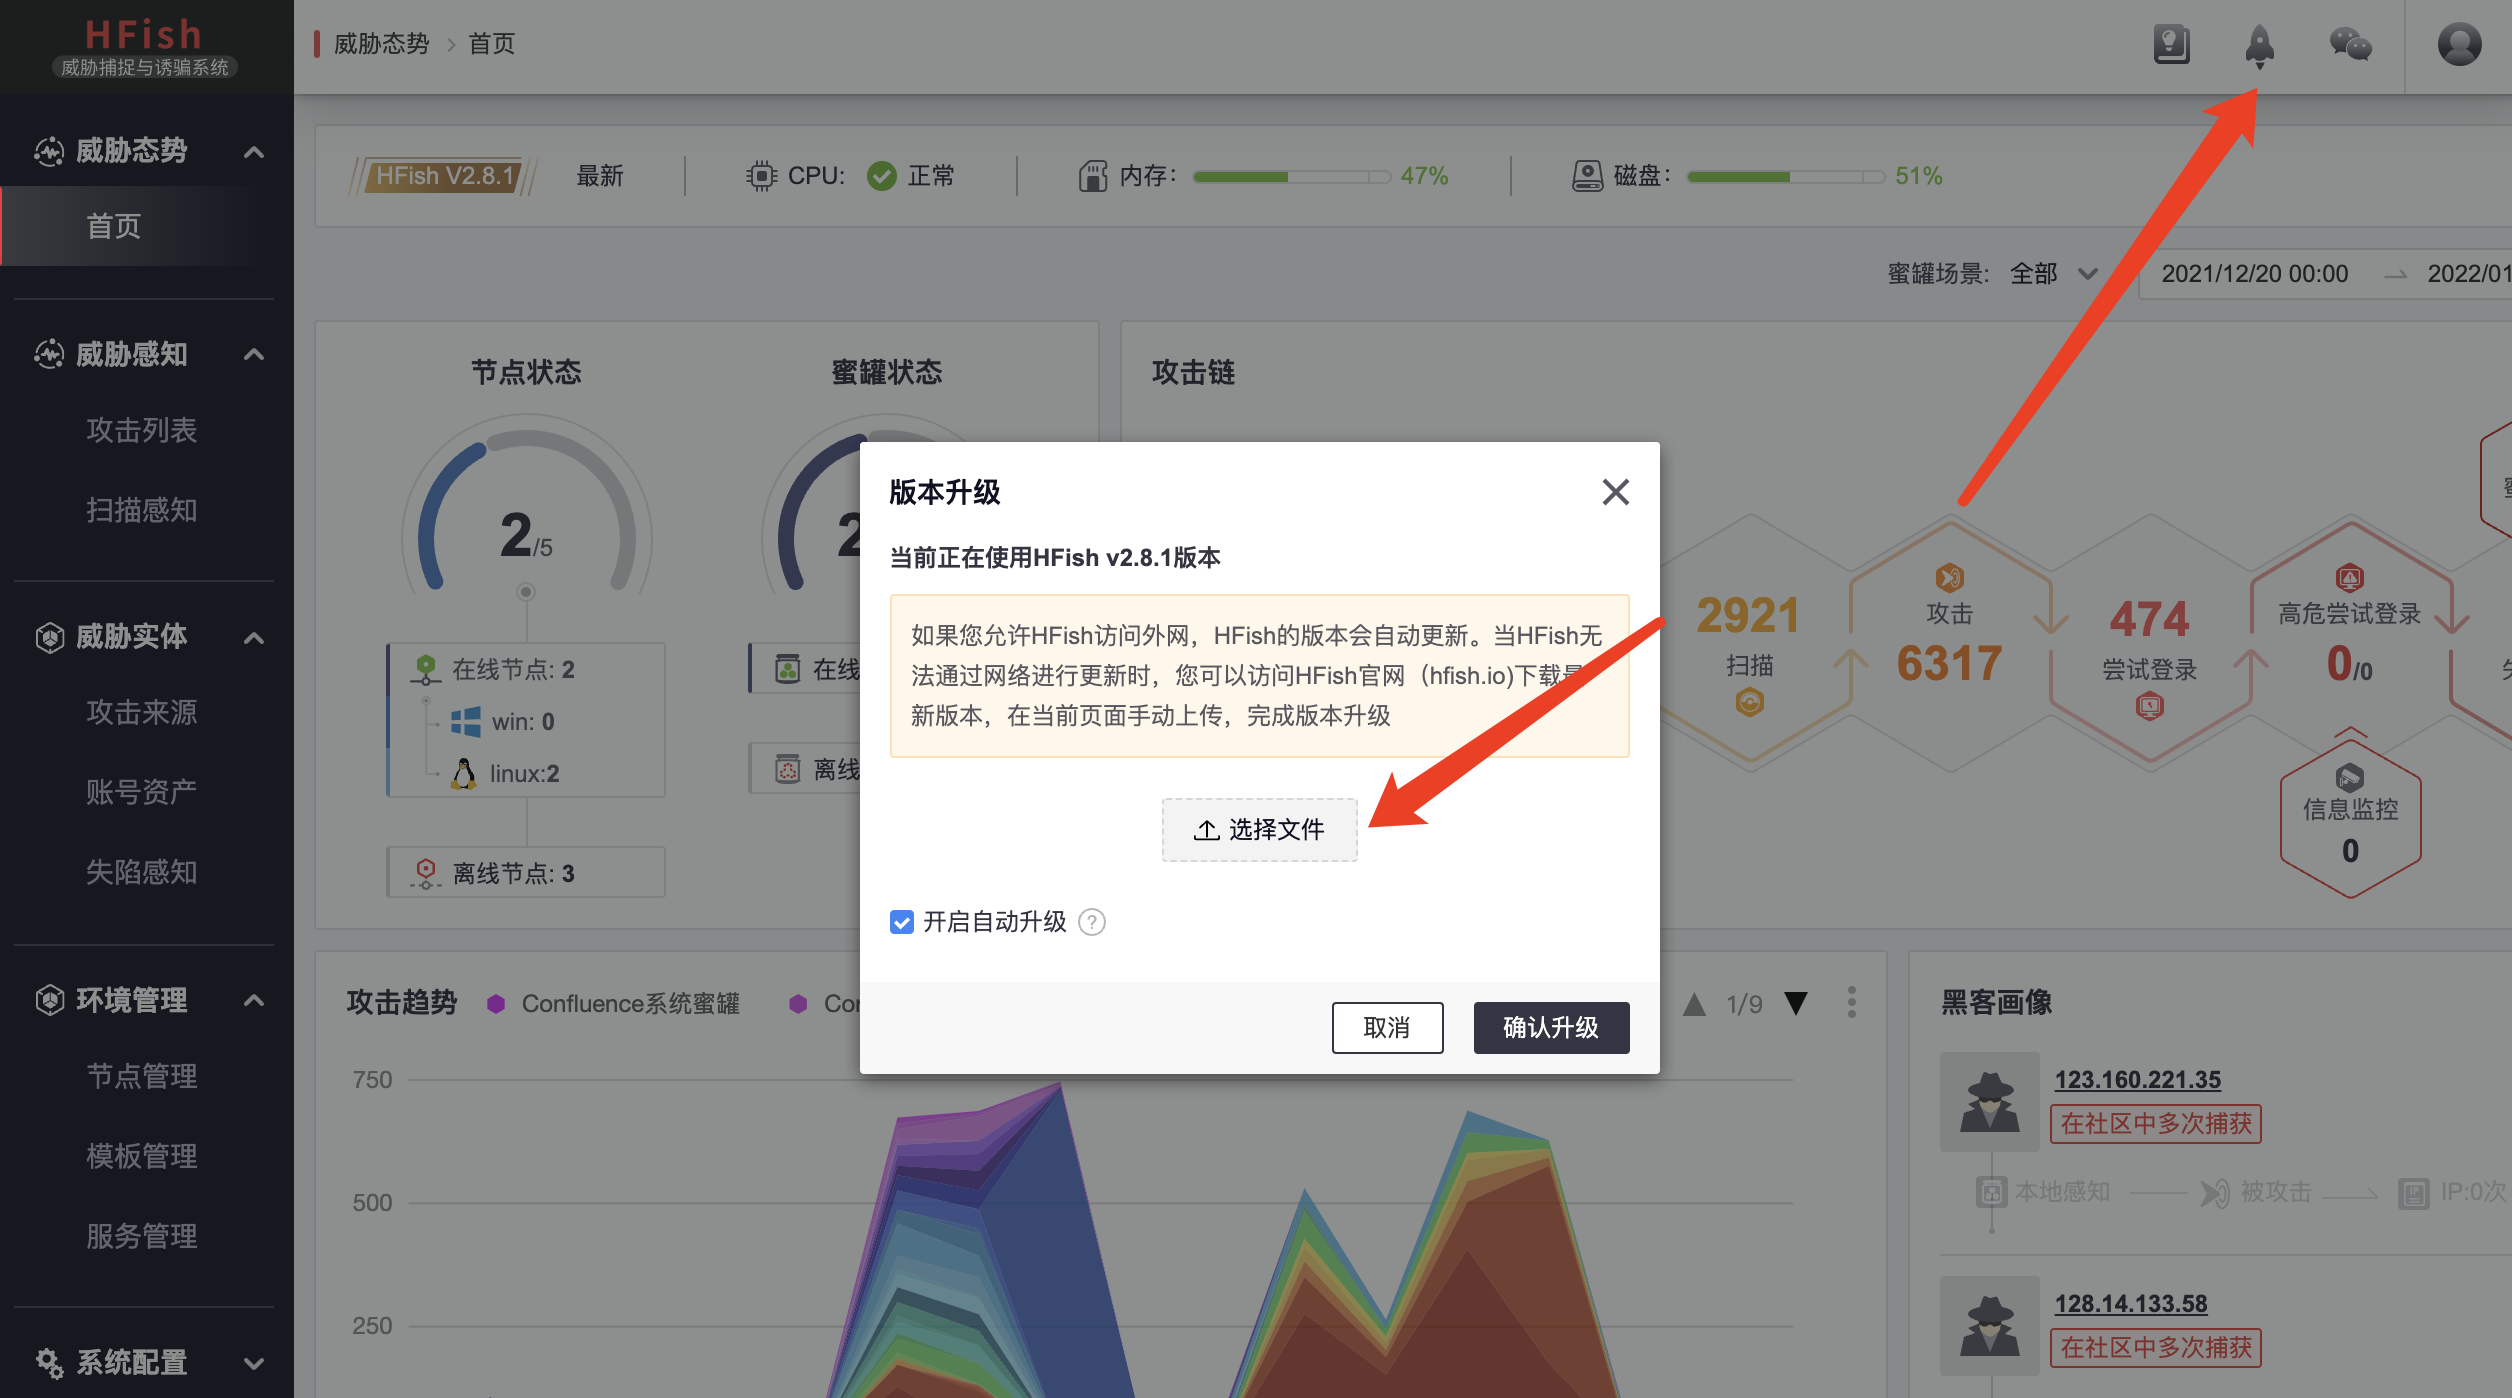 HFish
威胁捕捉与诱骗系统
威胁态势 > 首页
威胁态势
首页
威胁感知
攻击列表
扫描感知
威胁实体
攻击来源
账号资产
失陷感知
环境管理
节点管理
模板管理
服务管理
系统配置
HFish V2.8.1 最新 CPU: 正常 内存: 47% 磁盘: 51%
蜜罐场景: 全部 2021/12/20 00:00 2022/01
节点状态 蜜罐状态
2/5
2
在线节点: 2
win: 0
linux:2
离线节点: 3
在线
离线
攻击链
2921
扫描
攻击
6317
474
尝试登录
高危尝试登录
0/0
信息监控
0
版本升级
当前正在使用HFish v2.8.1版本
如果您允许HFish访问外网，HFish的版本会自动更新。当HFish无
法通过网络进行更新时，您可以访问HFish官网（hfish.io)下载最
新版本，在当前页面手动上传，完成版本升级
选择文件
开启自动升级 ?
取消 确认升级
攻击趋势 Confluence系统蜜罐 Cor 1/9
750
500
250
黑客画像
123.160.221.35
在社区中多次捕获
本地感知 被攻击 IP:0次
128.14.133.58
在社区中多次捕获